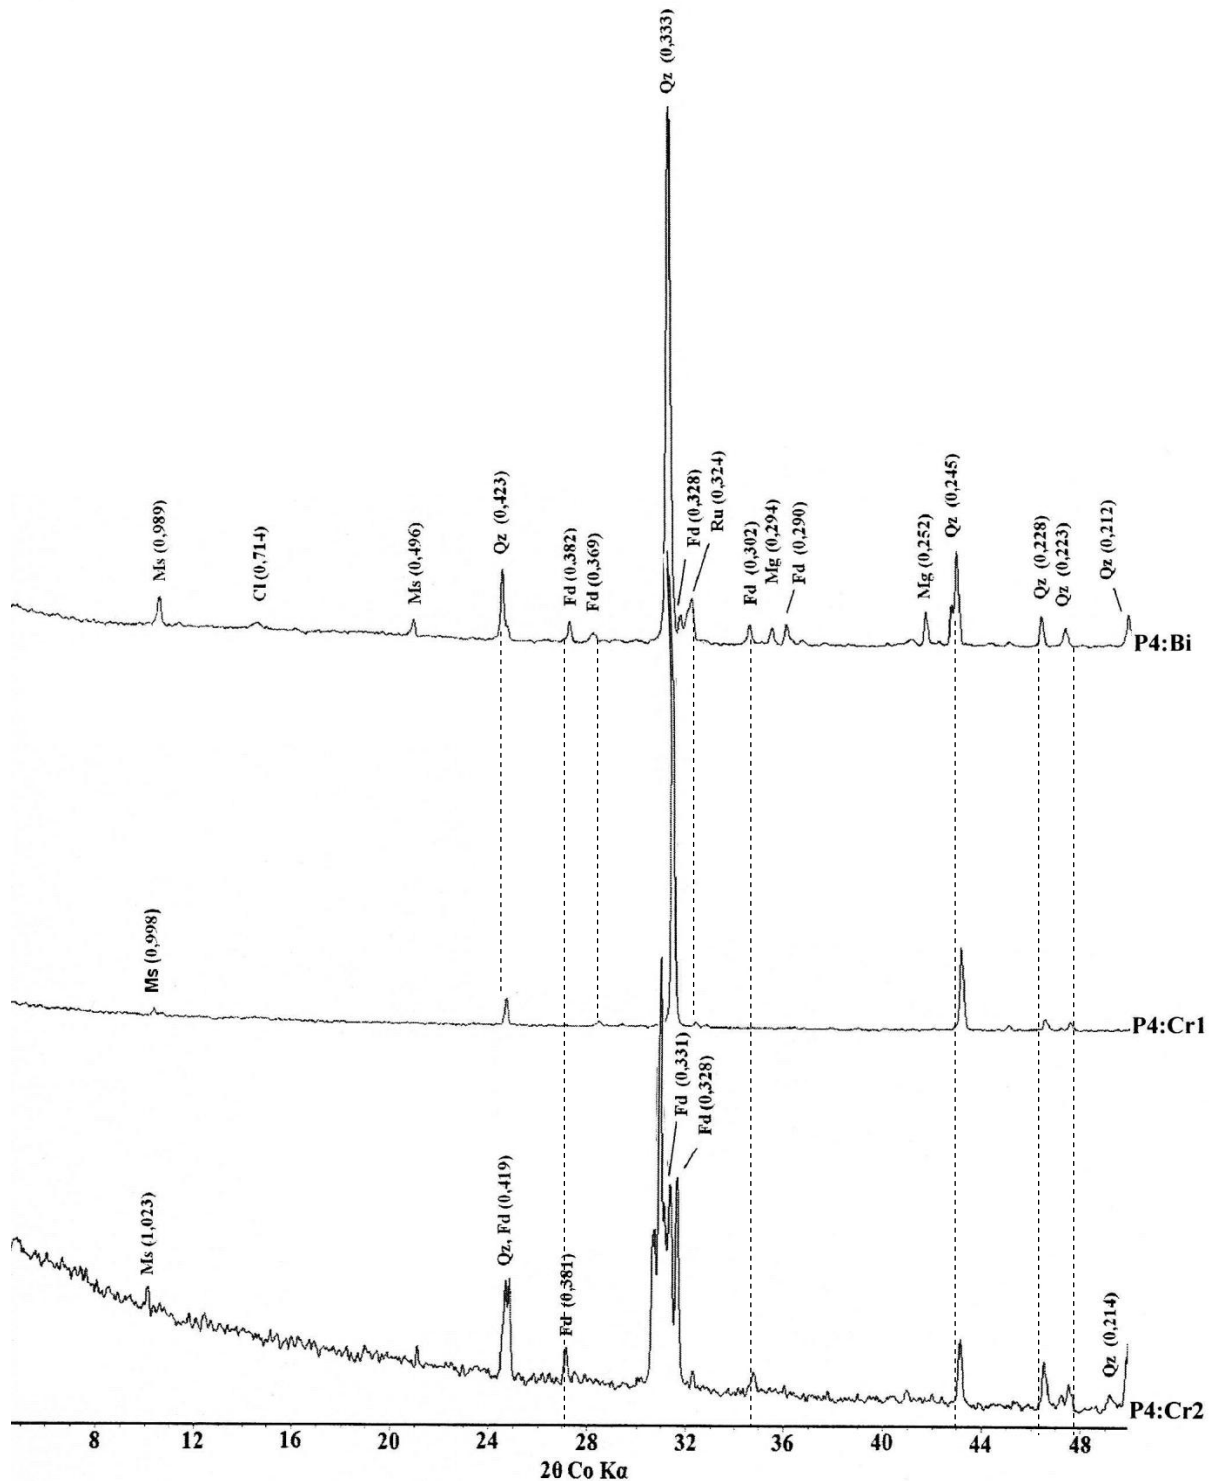 Qz (0,333)
Ms (0,989)
Cl (0,714)
Ms (0,496)
Qz (0,423)
Fd (0,382)
Fd (0,369)
Fd (0,328)
Ru (0,324)
Fd (0,302)
Mg (0,294)
Fd (0,290)
Mg (0,252)
Qz (0,245)
Qz (0,228)
Qz (0,223)
Qz (0,212)
P4:Bi
Ms (0,998)
P4:Cr1
Ms (1,023)
Qz, Fd (0,419)
Fd (0,381)
Fd (0,331)
Fd (0,328)
Qz (0,214)
P4:Cr2
8 12 16 20 24 28 32 36 40 44 48
2θ Co Kα